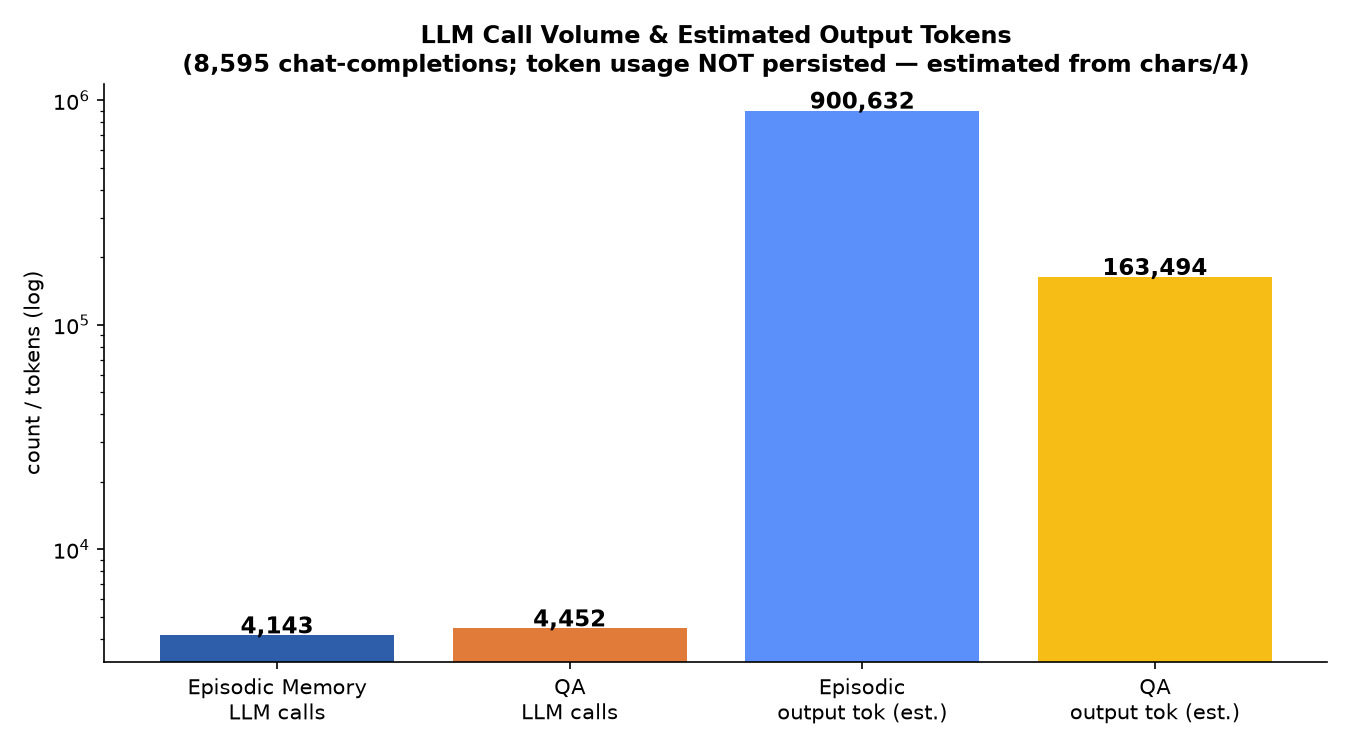 LLM Call Volume & Estimated Output Tokens
(8,595 chat-completions; token usage NOT persisted — estimated from chars/4)
count / tokens (log)
10^6
10^5
10^4
4,143
4,452
900,632
163,494
Episodic Memory
LLM calls
QA
LLM calls
Episodic
output tok (est.)
QA
output tok (est.)